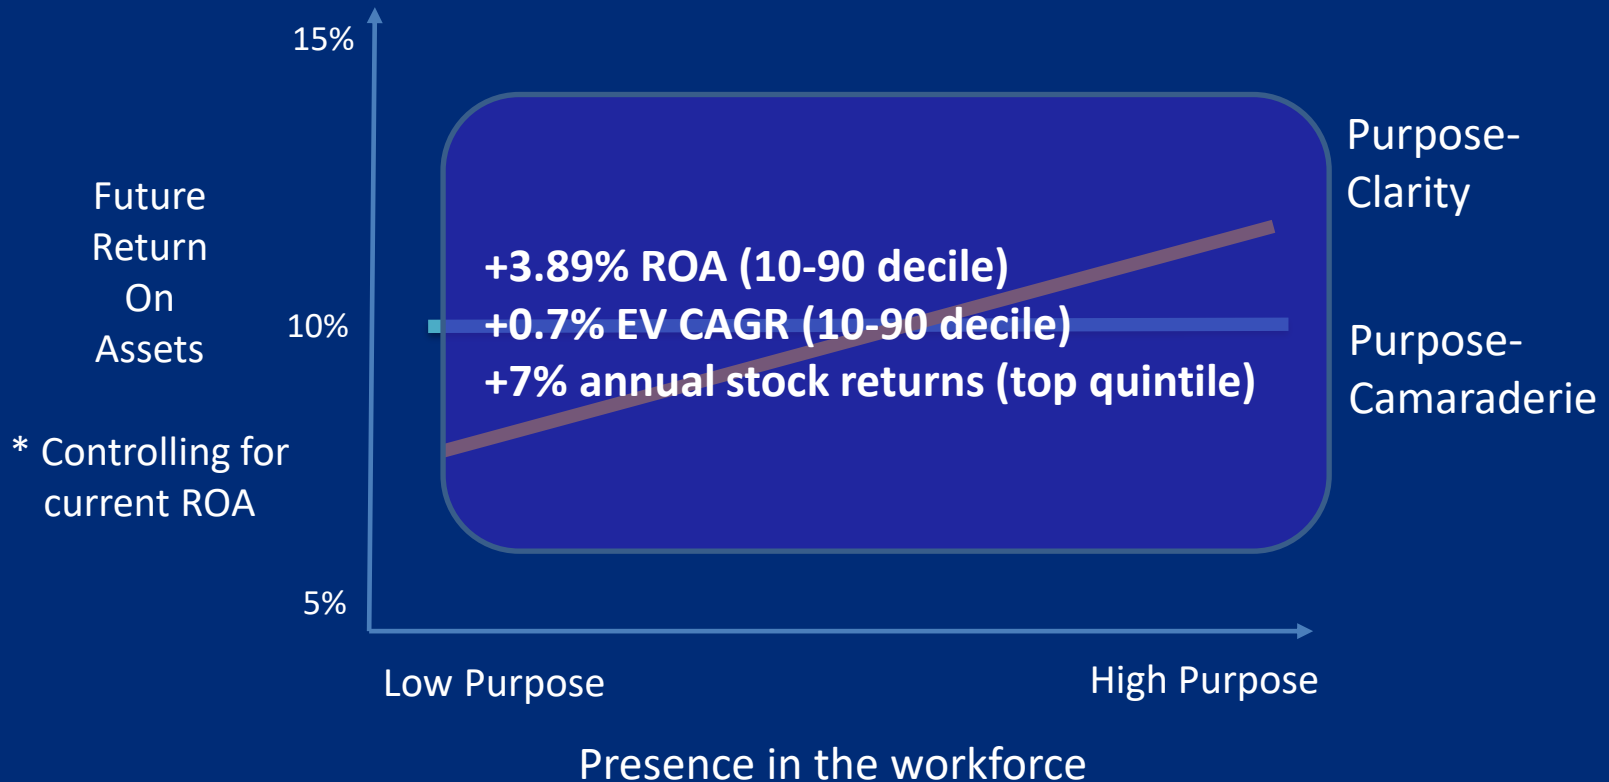 15%
Future
Return
On
Assets
* Controlling for
current ROA
10%
5%
+3.89% ROA (10-90 decile)
+0.7% EV CAGR (10-90 decile)
+7% annual stock returns (top quintile)
Purpose-
Clarity
Purpose-
Camaraderie
Low Purpose
High Purpose
Presence in the workforce